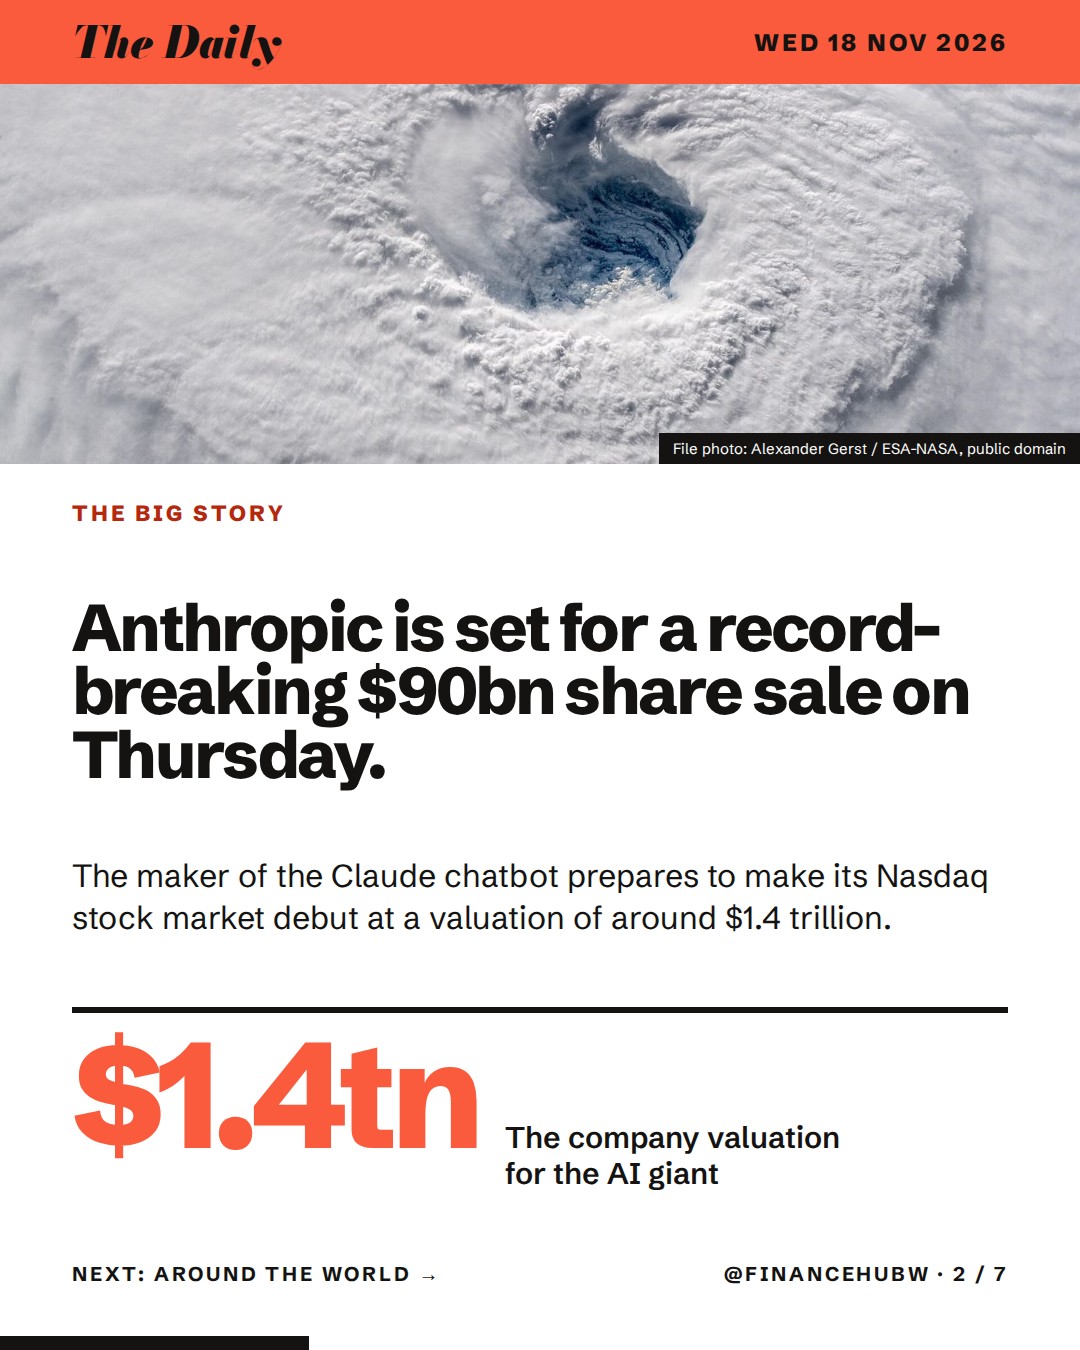 The Daily
WED 18 NOV 2026
File photo: Alexander Gerst / ESA-NASA, public domain
THE BIG STORY
Anthropic is set for a record-
breaking $90bn share sale on
Thursday.
The maker of the Claude chatbot prepares to make its Nasdaq
stock market debut at a valuation of around $1.4 trillion.
$1.4tn
The company valuation
for the AI giant
NEXT: AROUND THE WORLD →
@FINANCEHUBW · 2 / 7